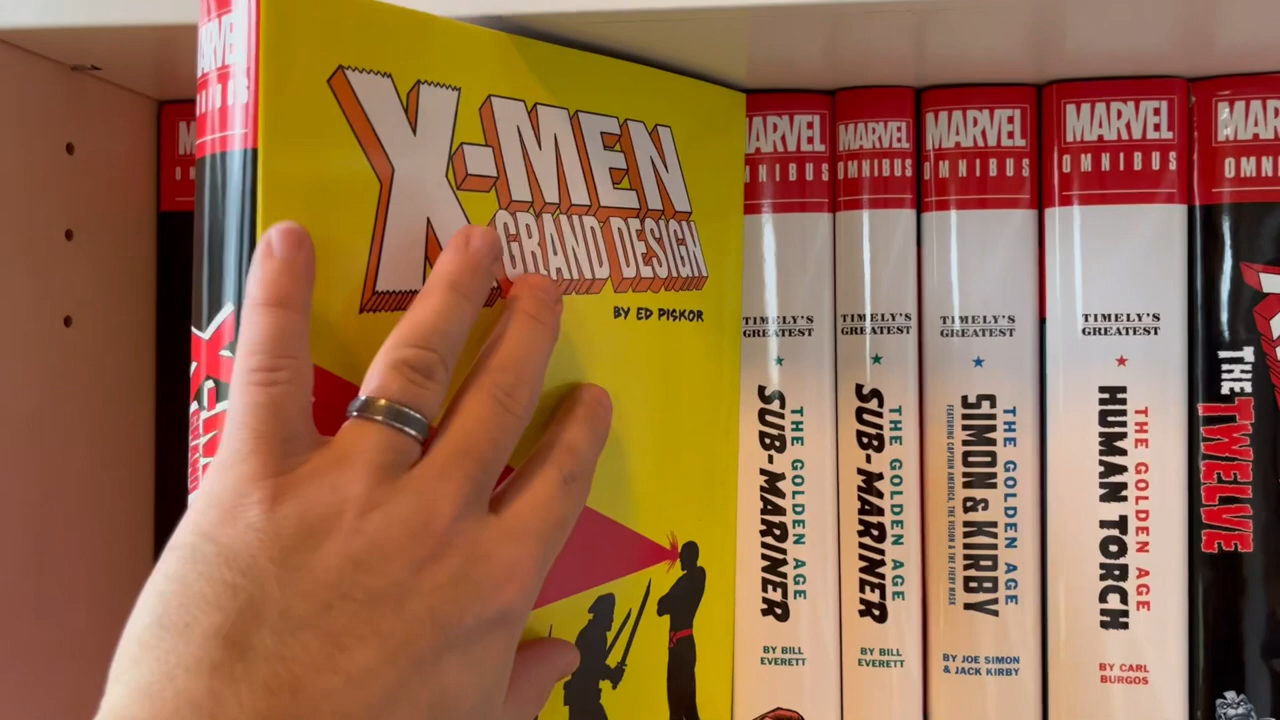 MARVEL
X-MEN
GRAND DESIGN
BY ED PISKOR
MARVEL
OMNIBUS
TIMELY'S
GREATEST
THE GOLDEN AGE
SUB-MARINER
BY BILL
EVERETT
MARVEL
OMNIBUS
TIMELY'S
GREATEST
THE GOLDEN AGE
SUB-MARINER
BY BILL
EVERETT
MARVEL
OMNIBUS
TIMELY'S
GREATEST
THE GOLDEN AGE
SIMON & KIRBY
FEATURING CAPTAIN AMERICA, THE VISION & THE FIERY MASK
BY JOE SIMON
& JACK KIRBY
MARVEL
OMNIBUS
TIMELY'S
GREATEST
THE GOLDEN AGE
HUMAN TORCH
BY CARL
BURGOS
MAR
OMN
THE TWELVE